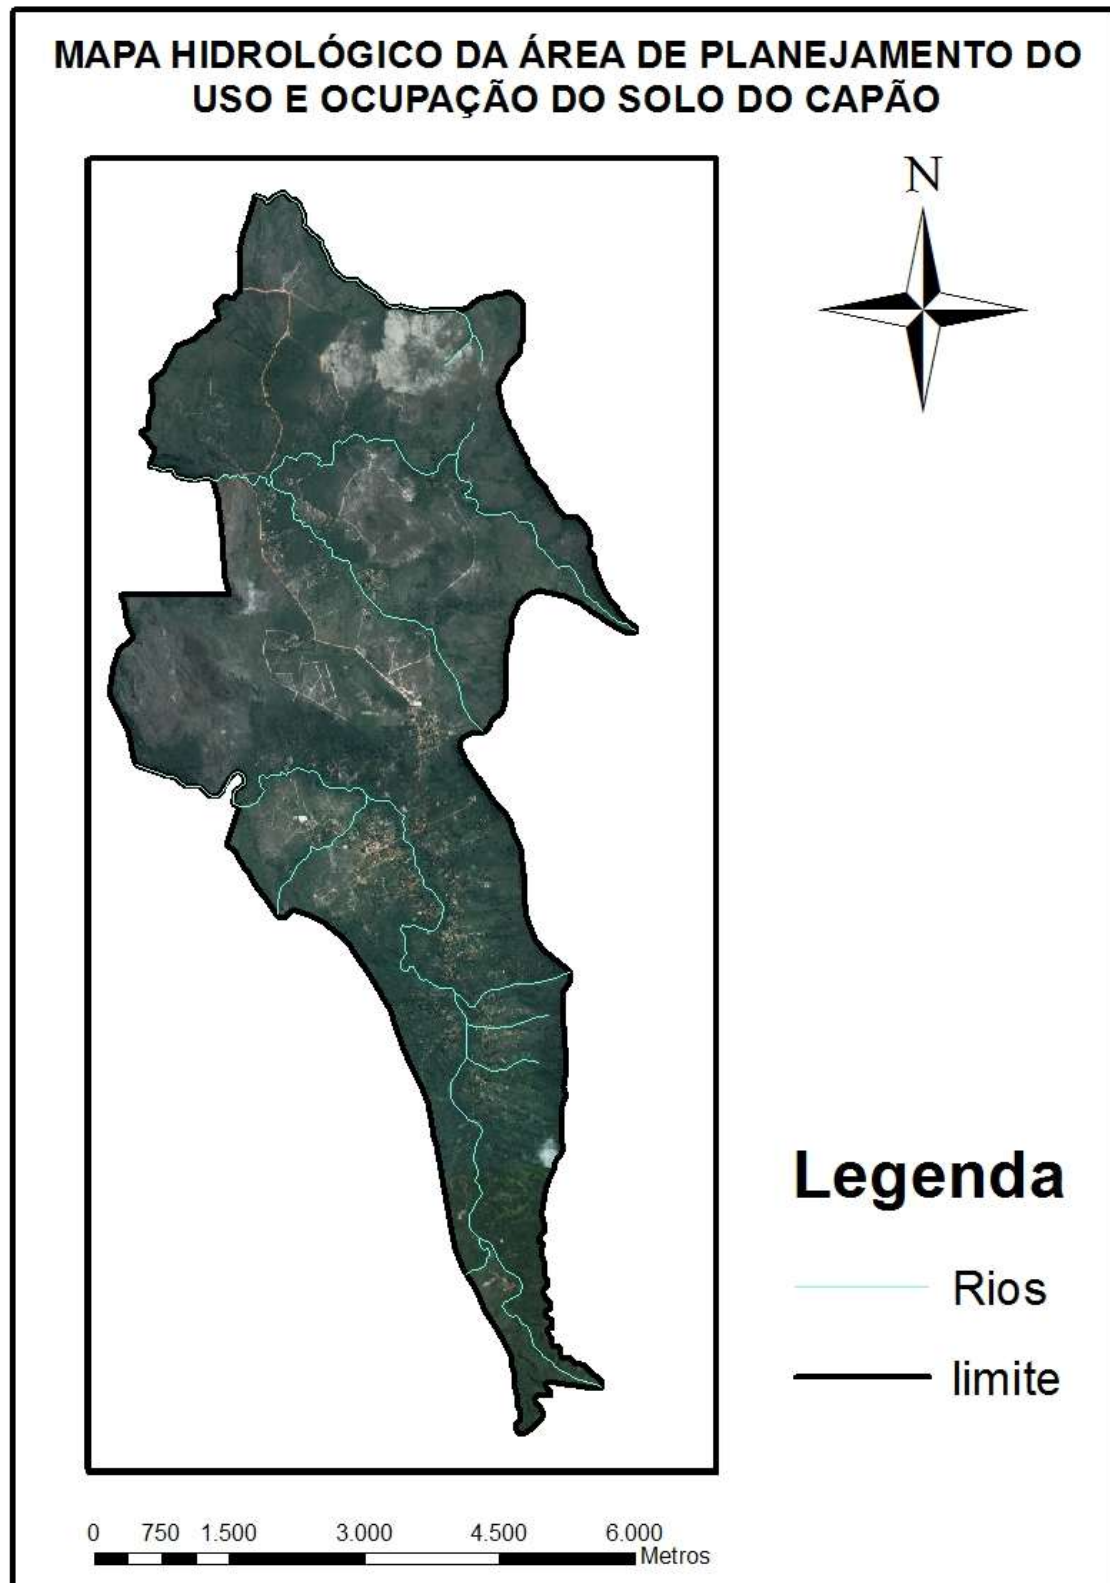 MAPA HIDROLÓGICO DA ÁREA DE PLANEJAMENTO DO
USO E OCUPAÇÃO DO SOLO DO CAPÃO
N
Legenda
Rios
limite
0 750 1.500 3.000 4.500 6.000
Metros